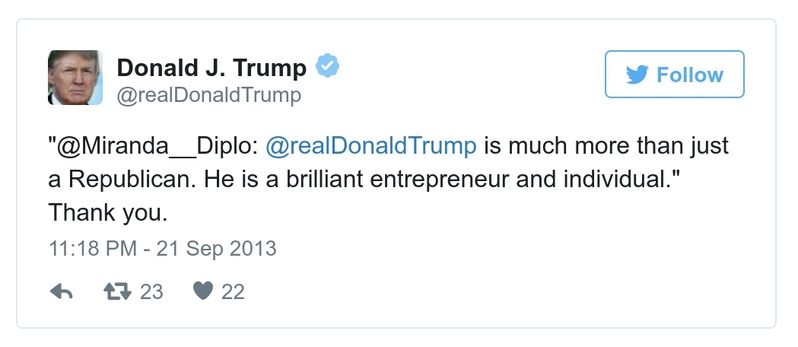 Donald J. Trump
@realDonaldTrump
Follow
"@Miranda__Diplo: @realDonaldTrump is much more than just
a Republican. He is a brilliant entrepreneur and individual."
Thank you.
11:18 PM - 21 Sep 2013
23 22